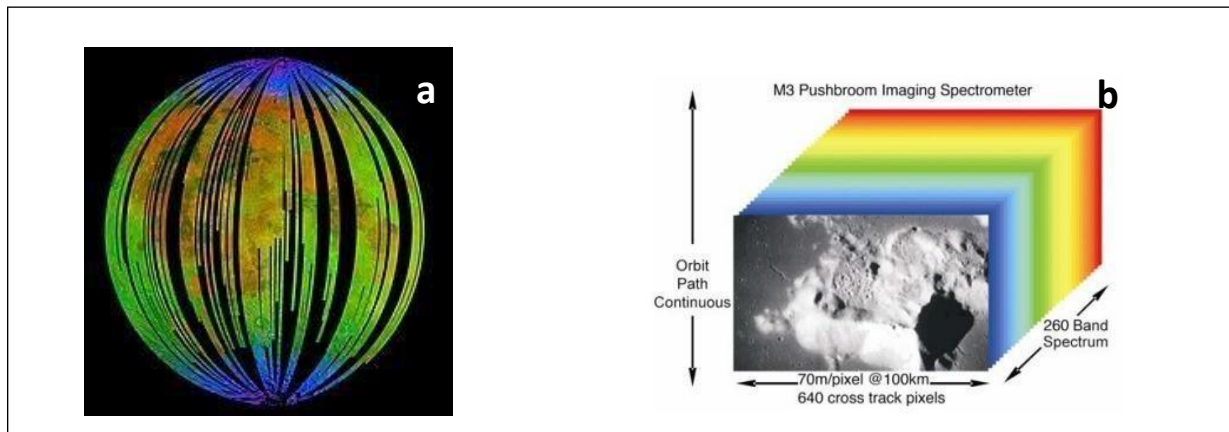 a
b
M3 Pushbroom Imaging Spectrometer
Orbit
Path
Continuous
260 Band
Spectrum
70m/pixel @100km
640 cross track pixels